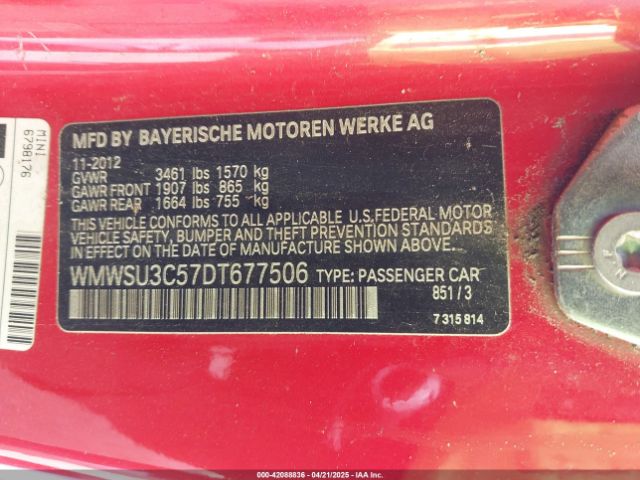 MINI
6798176
MFD BY BAYERISCHE MOTOREN WERKE AG
11-2012
GVWR 3461 lbs 1570 kg
GAWR FRONT 1907 lbs 865 kg
GAWR REAR 1664 lbs 755 kg
THIS VEHICLE CONFORMS TO ALL APPLICABLE U.S.FEDERAL MOTOR
VEHICLE SAFETY, BUMPER AND THEFT PREVENTION STANDARDS
IN EFFECT ON THE DATE OF MANUFACTURE SHOWN ABOVE.
WMWSU3C57DT677506 TYPE: PASSENGER CAR
851/3
7 315 814
000-42088836 - 04/21/2025 - IAAI.COM